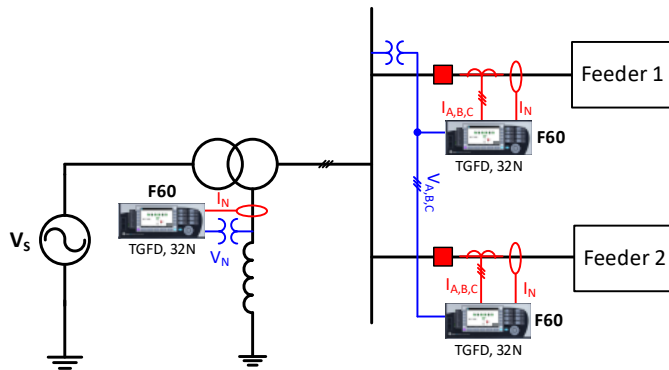 Feeder 1
I_A,B,C
I_N
F60
TGFD, 32N
F60
I_N
V_N
TGFD, 32N
V_A,B,C
V_S
Feeder 2
I_A,B,C
I_N
F60
TGFD, 32N